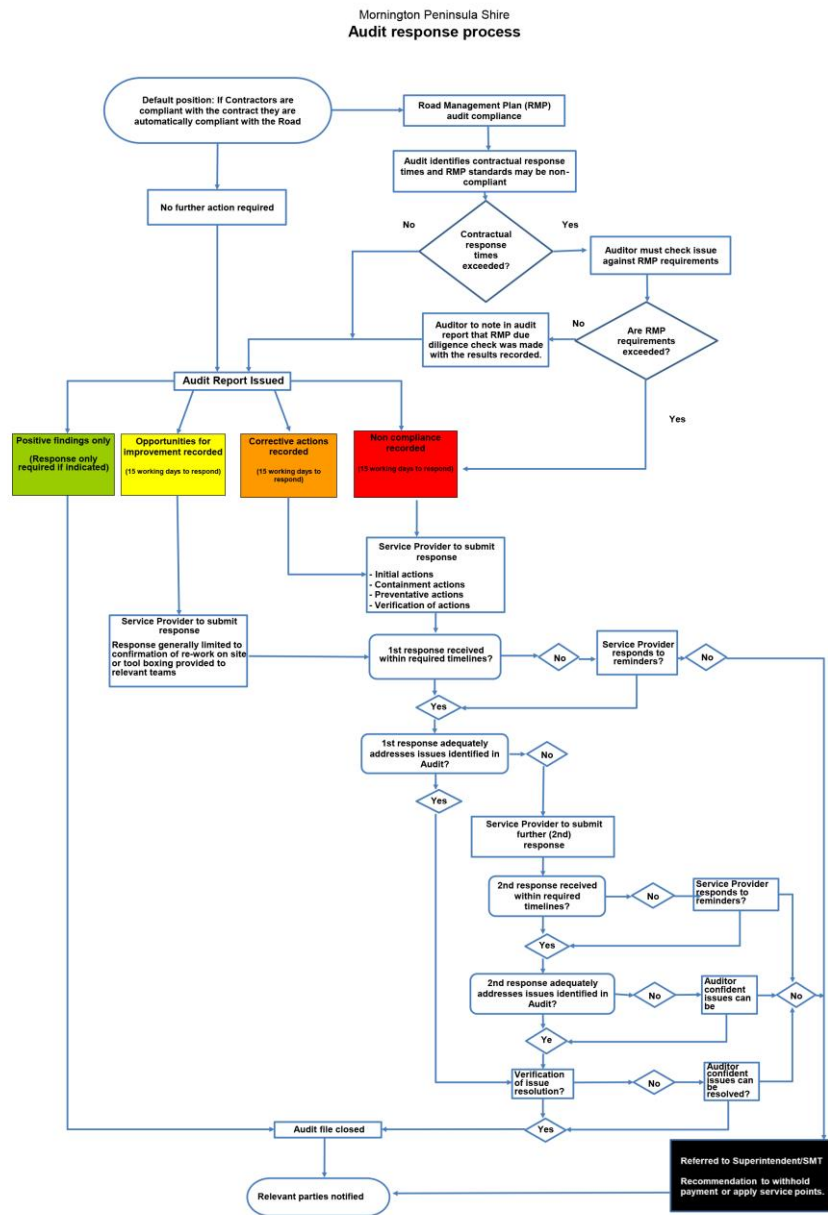 Mornington Peninsula Shire
Audit response process
Default position: If Contractors are
compliant with the contract they are
automatically compliant with the Road
Road Management Plan (RMP)
audit compliance
Audit identifies contractual response
times and RMP standards may be non-
compliant
No further action required
No
Yes
Contractual
response
times
exceeded?
Auditor must check issue
against RMP requirements
Auditor to note in audit
report that RMP due
diligence check was made
with the results recorded.
No
Are RMP
requirements
exceeded?
Yes
Audit Report Issued
Positive findings only
(Response only
required if indicated)
Opportunities for
improvement recorded
(15 working days to respond)
Corrective actions
recorded
(15 working days to
respond)
Non compliance
recorded
(15 working days to respond)
Service Provider to submit
response
- Initial actions
- Containment actions
- Preventative actions
- Verification of actions
Service Provider to submit
response
Response generally limited to
confirmation of re-work on site
or tool boxing provided to
relevant teams
1st response received
within required timelines?
No
Service Provider
responds to
reminders?
No
Yes
1st response adequately
addresses issues identified in
Audit?
No
Yes
Service Provider to submit
further (2nd)
response
2nd response received
within required
timelines?
No
Service Provider
responds to
reminders?
Yes
2nd response adequately
addresses issues identified in
Audit?
No
Auditor
confident
issues can be
No
Ye
Verification
of issue
resolution?
No
Auditor
confident
issues can
be
resolved?
Yes
Audit file closed
Referred to Superintendent/SMT
Recommendation to withhold
payment or apply service points.
Relevant parties notified